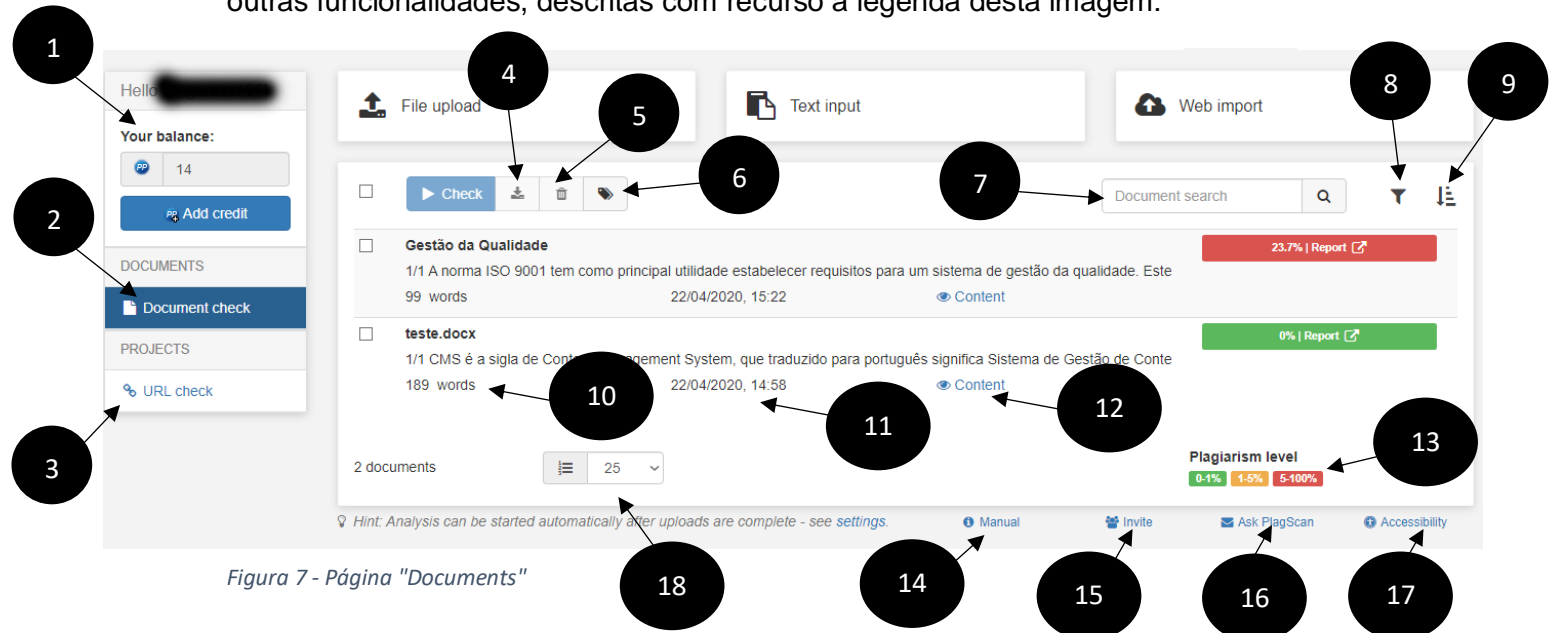 outras funcionalidades, descritas com recurso à legenda desta imagem.
1
4
8
9
Hello
File upload
Text input
Web import
5
Your balance:
14
6
7
Check
Document search
Add credit
2
Gestão da Qualidade
23.7% | Report
DOCUMENTS
1/1 A norma ISO 9001 tem como principal utilidade estabelecer requisitos para um sistema de gestão da qualidade. Este
99 words
22/04/2020, 15:22
Content
Document check
teste.docx
0% | Report
PROJECTS
1/1 CMS é a sigla de Management System, que traduzido para português significa Sistema de Gestão de Conte
URL check
189 words
22/04/2020, 14:58
Content
10
12
11
13
3
2 documents
25
Plagiarism level
0-1% 1-5% 5-100%
Hint: Analysis can be started automatically after uploads are complete - see settings.
Manual
Invite
Ask PlagScan
Accessibility
Figura 7 - Página "Documents"
18
14
15
16
17